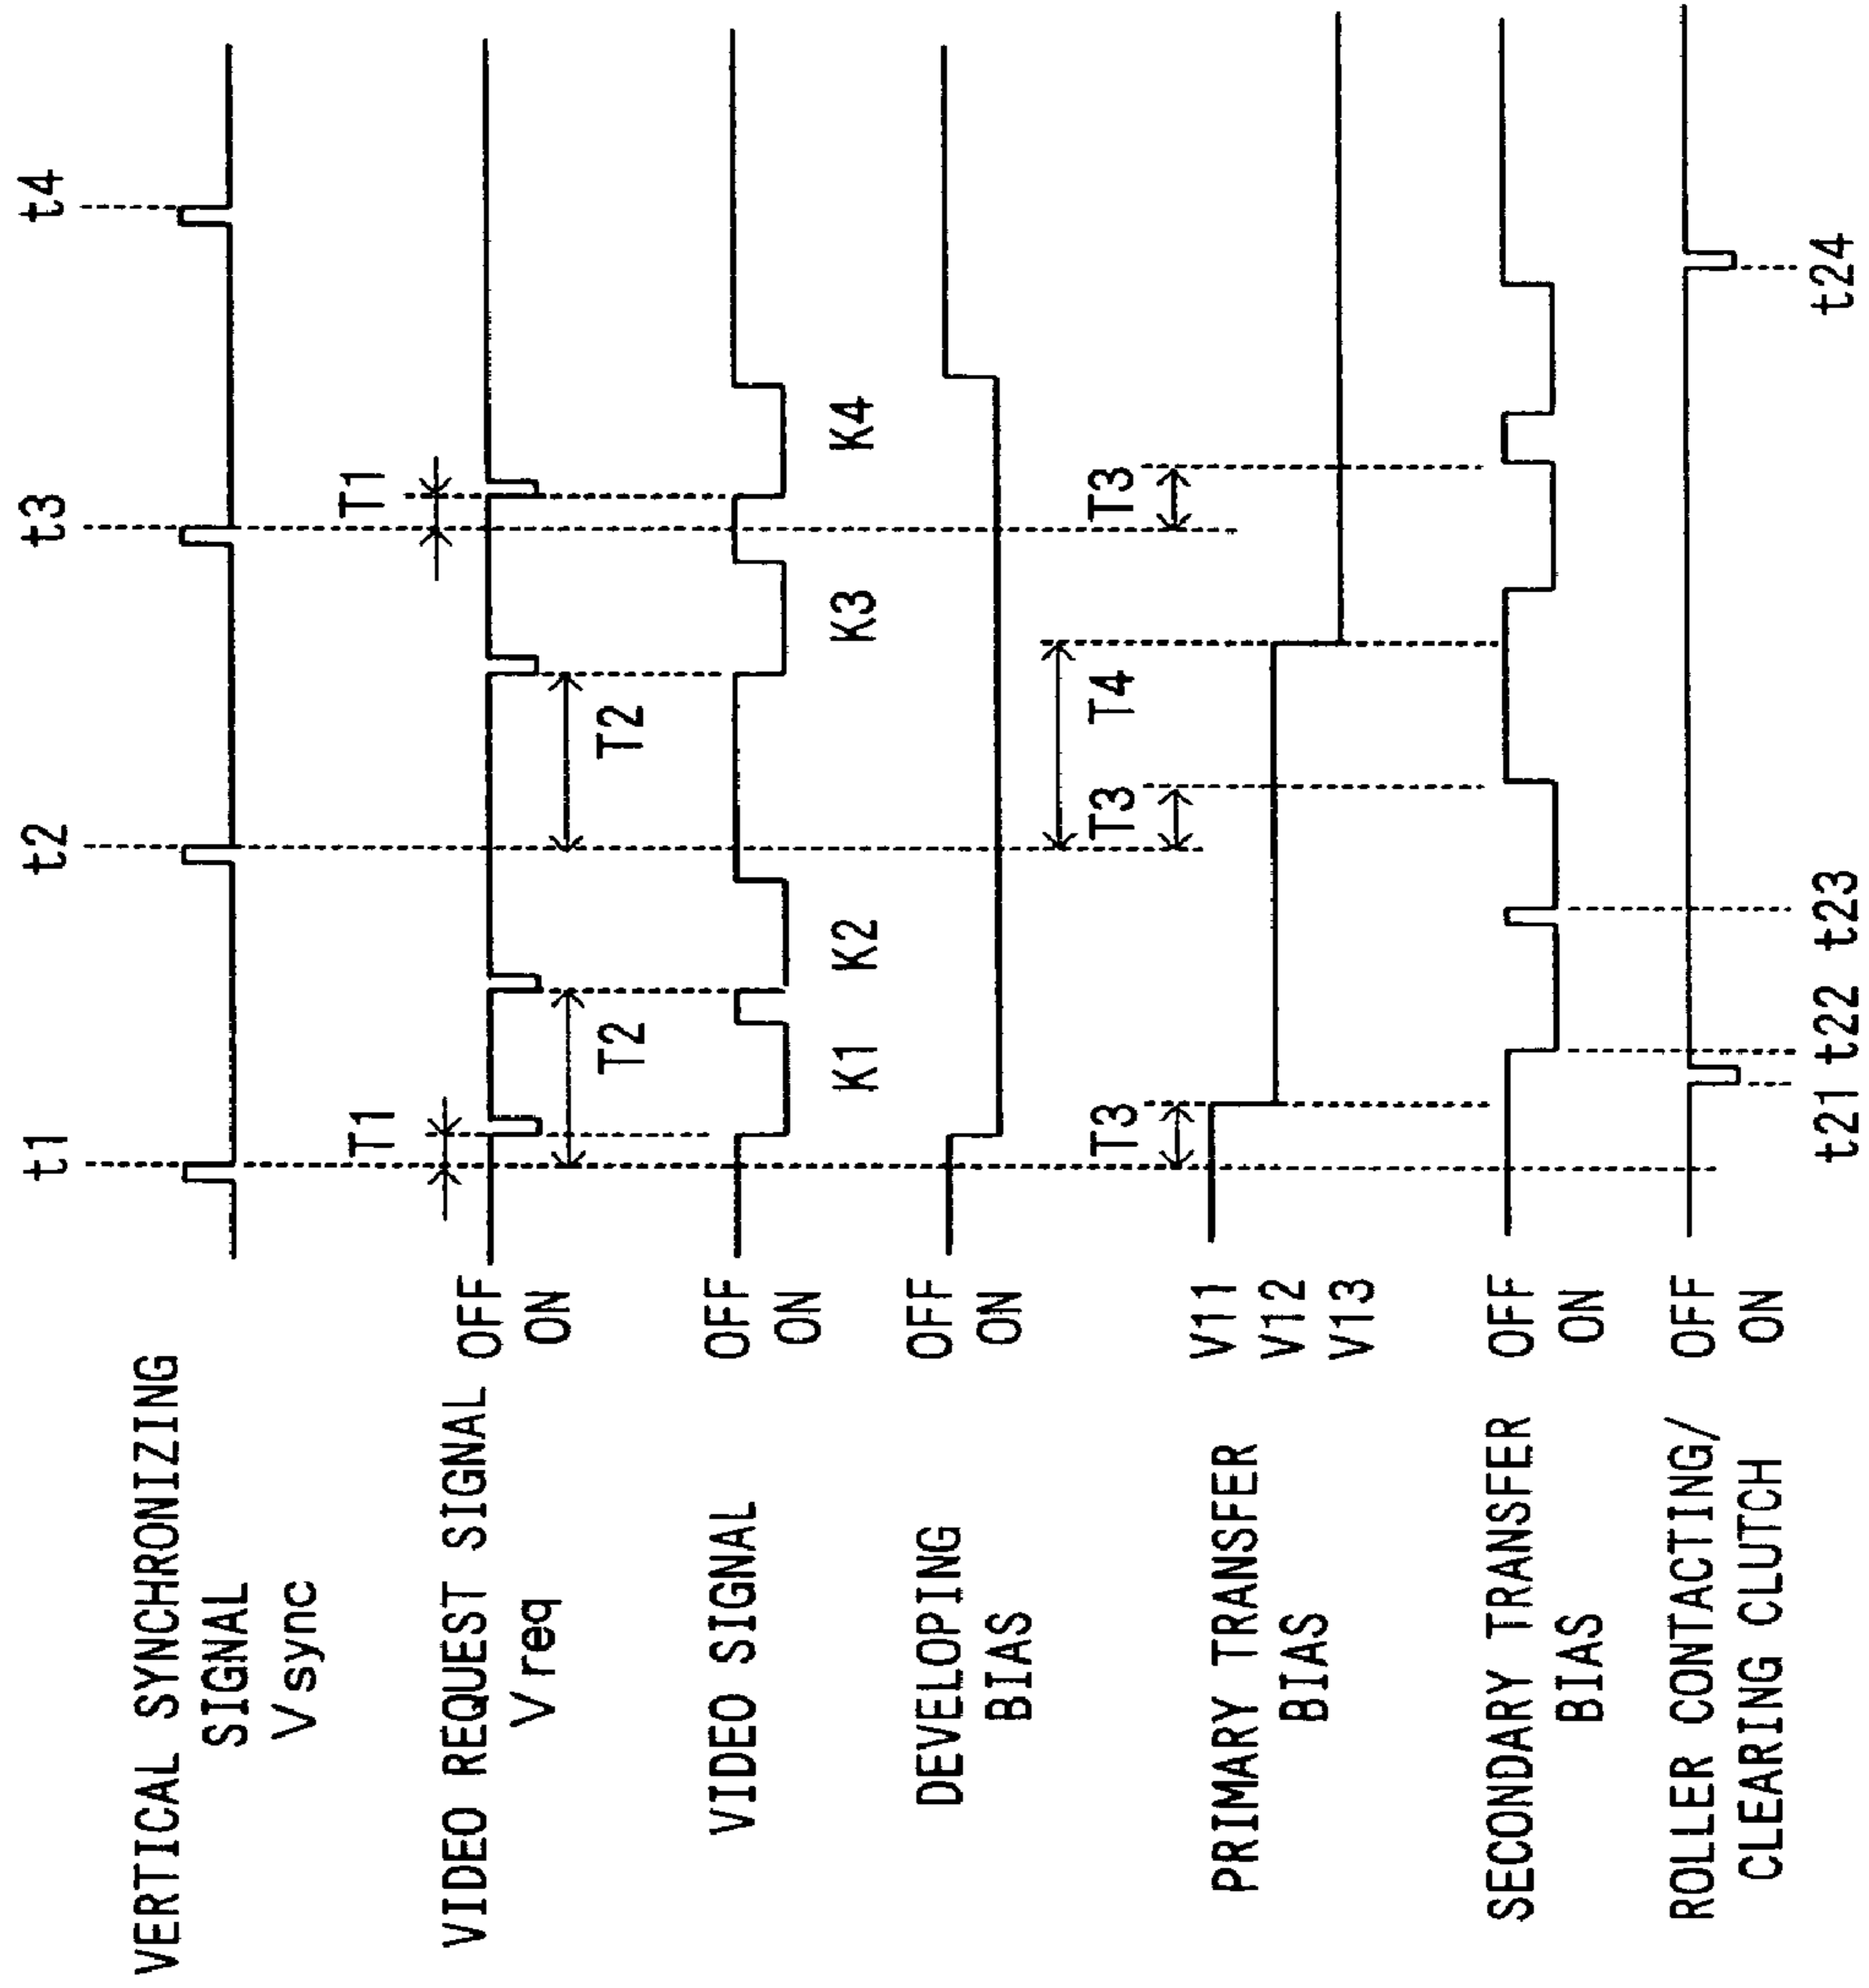 t1 t2 t3 t4
VERTICAL SYNCHRONIZING
SIGNAL
Vsync
T1 T1
VIDEO REQUEST SIGNAL OFF
Vreq ON
T2 T2
VIDEO SIGNAL OFF
ON
K1 K2 K3 K4
DEVELOPING OFF
BIAS ON
T4
T3 T3 T3
PRIMARY TRANSFER V11
BIAS V12
V13
SECONDARY TRANSFER OFF
BIAS ON
ROLLER CONTACTING/ OFF
CLEARING CLUTCH ON
t21 t22 t23 t24